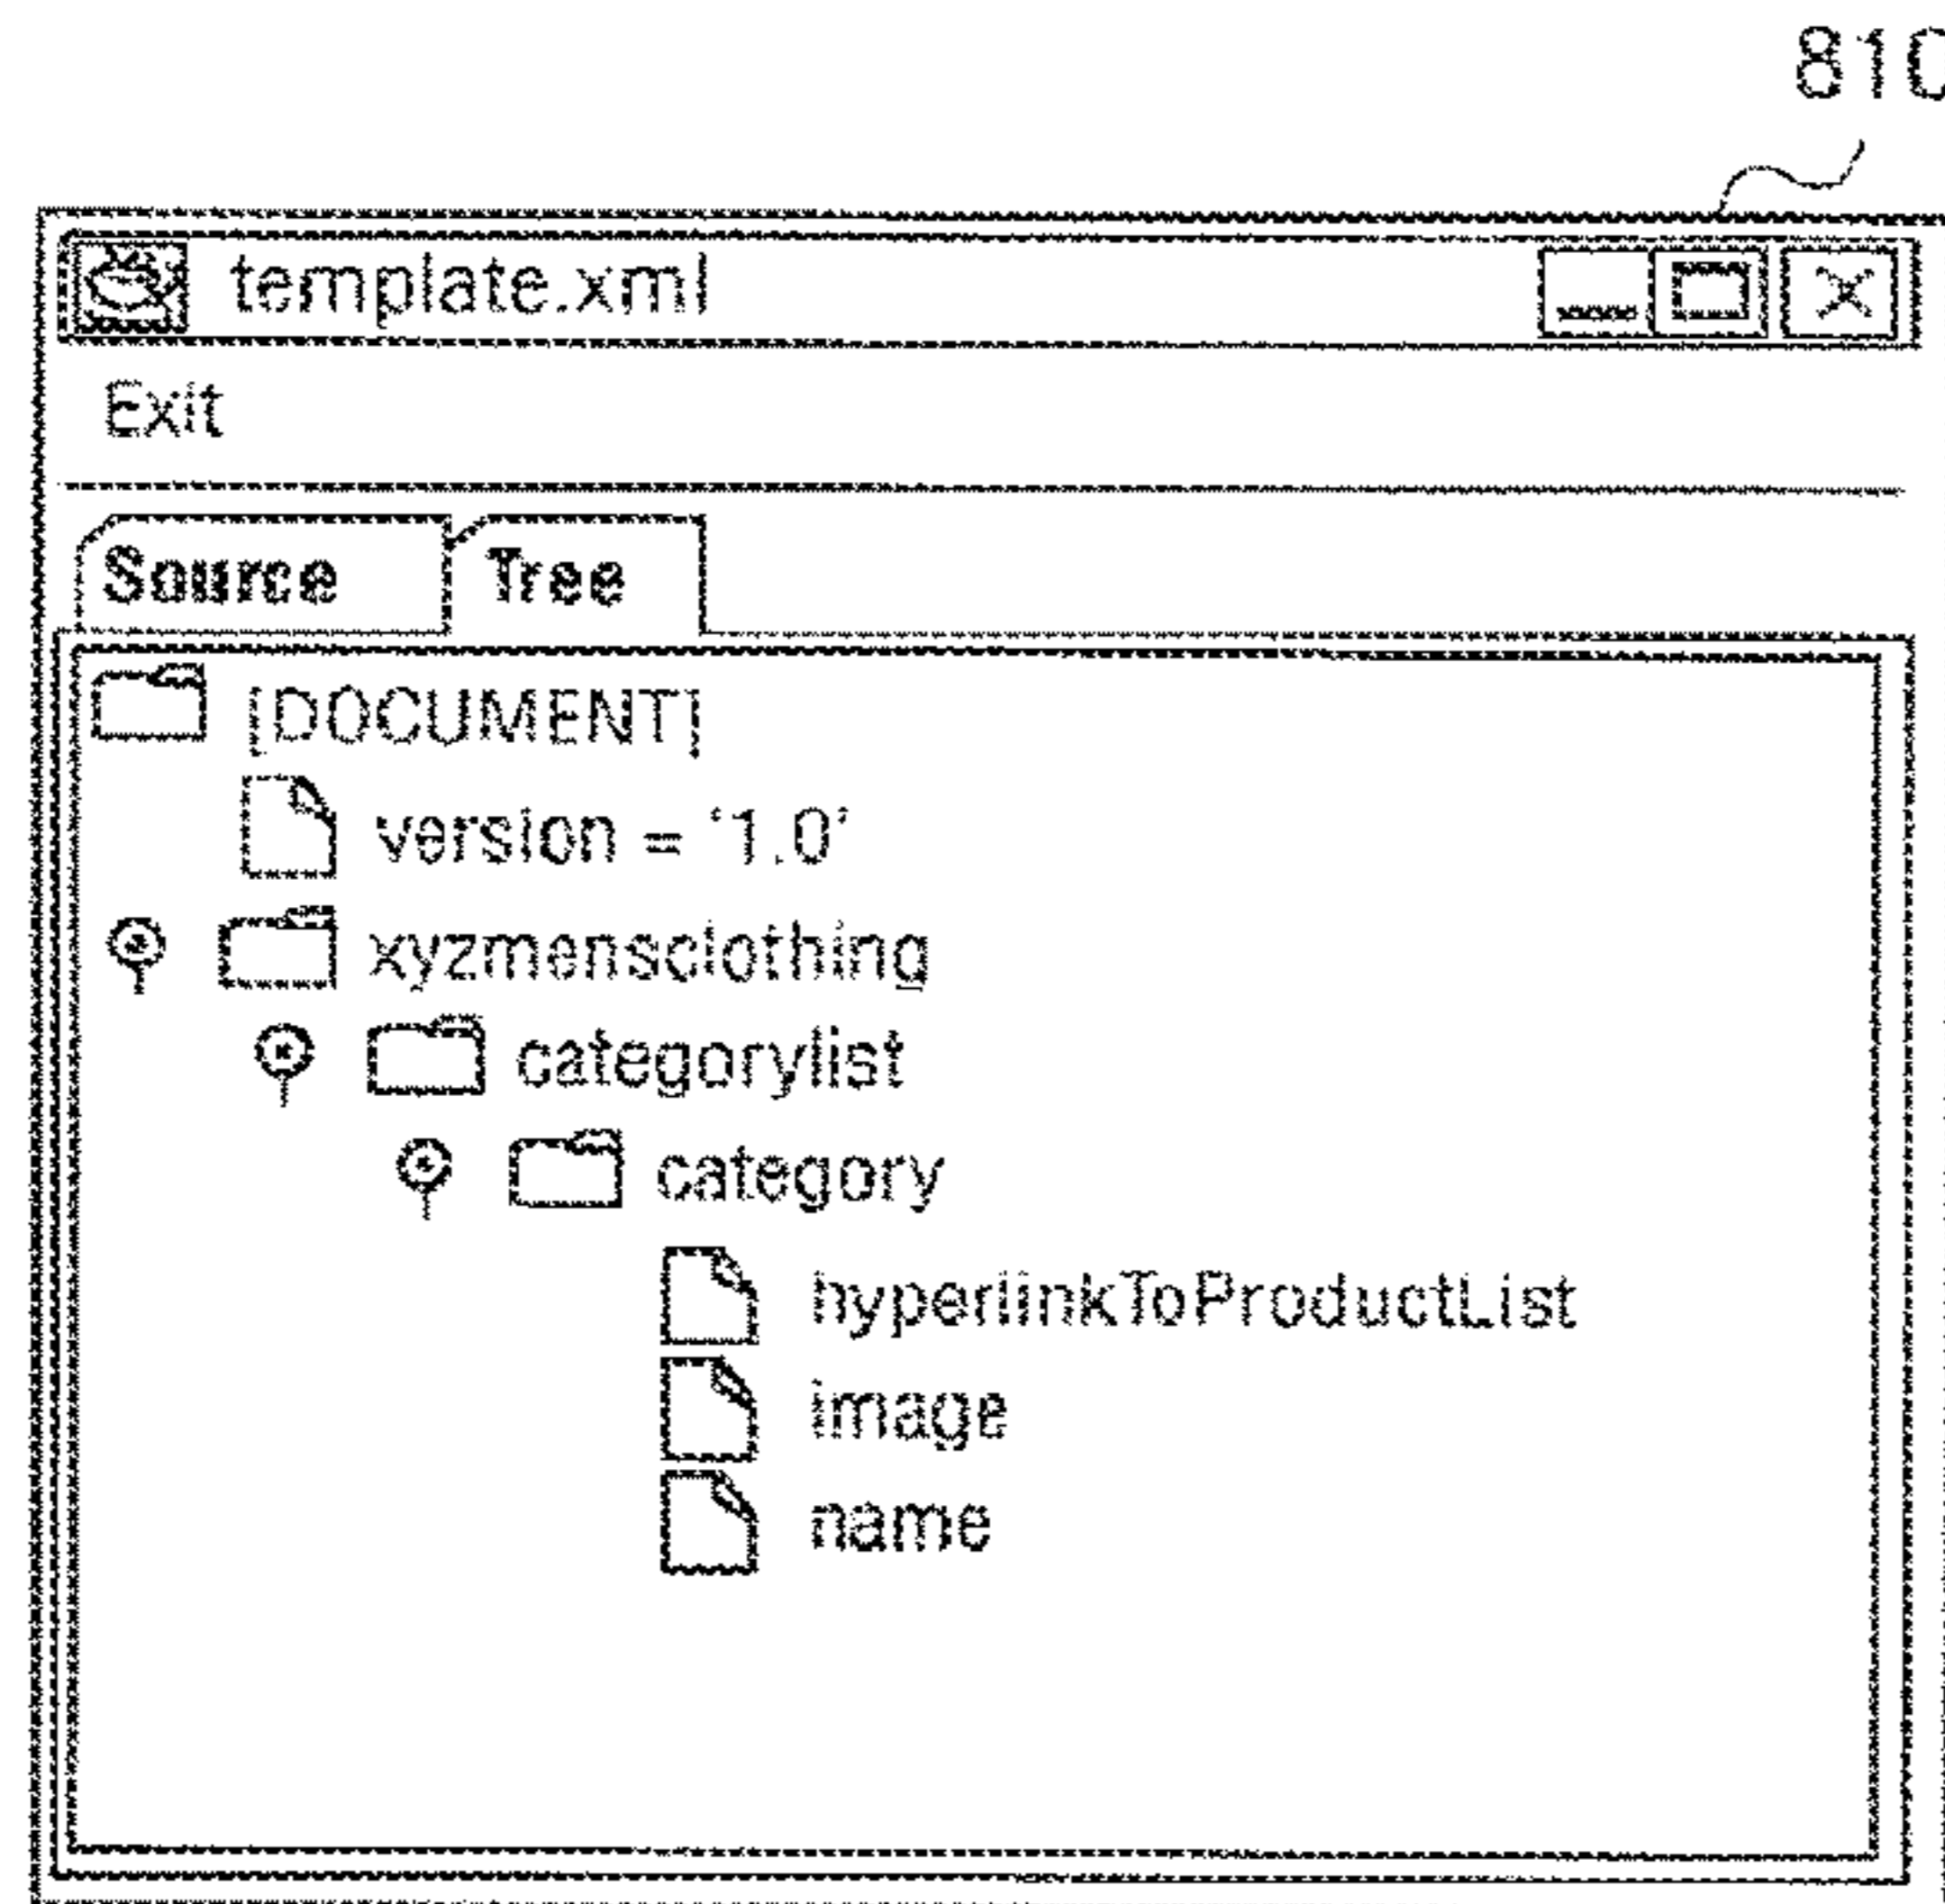 810
template.xml
Exit
Source Tree
[DOCUMENT]
version = '1.0'
xyzmensclothing
categorylist
category
hyperlinkToProductList
image
name